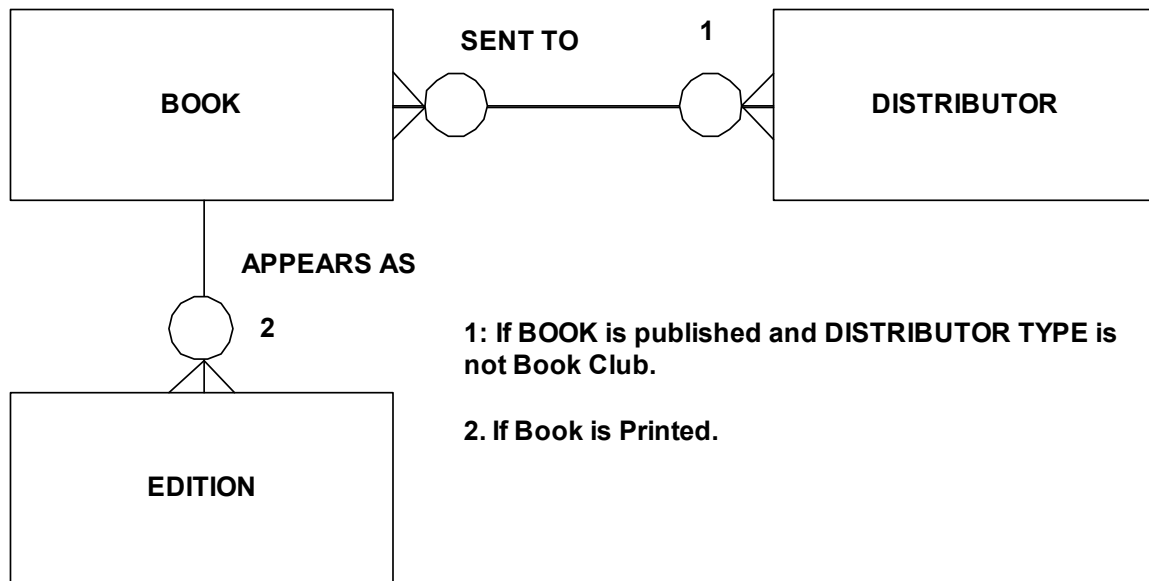 SENT TO
1
BOOK
DISTRIBUTOR
APPEARS AS
2
1: If BOOK is published and DISTRIBUTOR TYPE is
not Book Club.
2. If Book is Printed.
EDITION